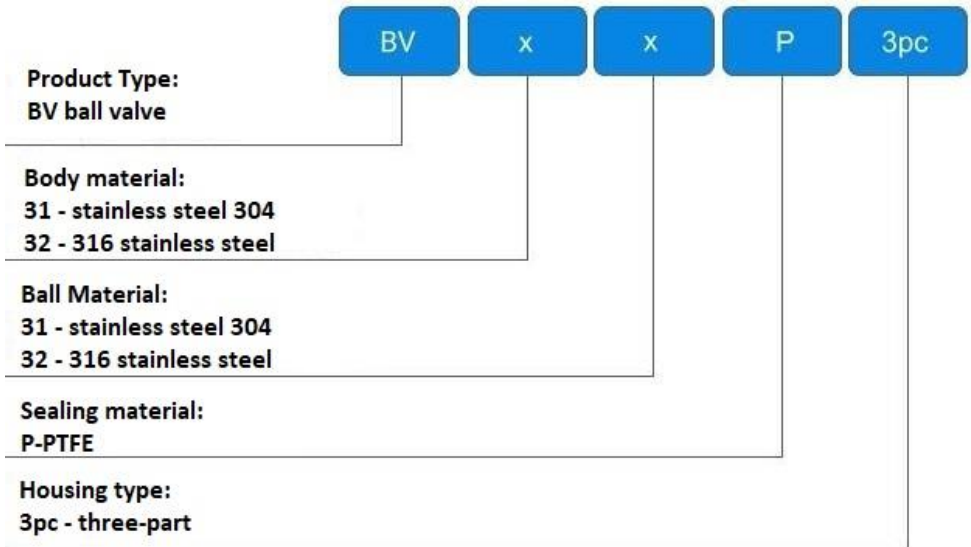 BV x x P 3pc
Product Type:
BV ball valve
Body material:
31 - stainless steel 304
32 - 316 stainless steel
Ball Material:
31 - stainless steel 304
32 - 316 stainless steel
Sealing material:
P-PTFE
Housing type:
3pc - three-part